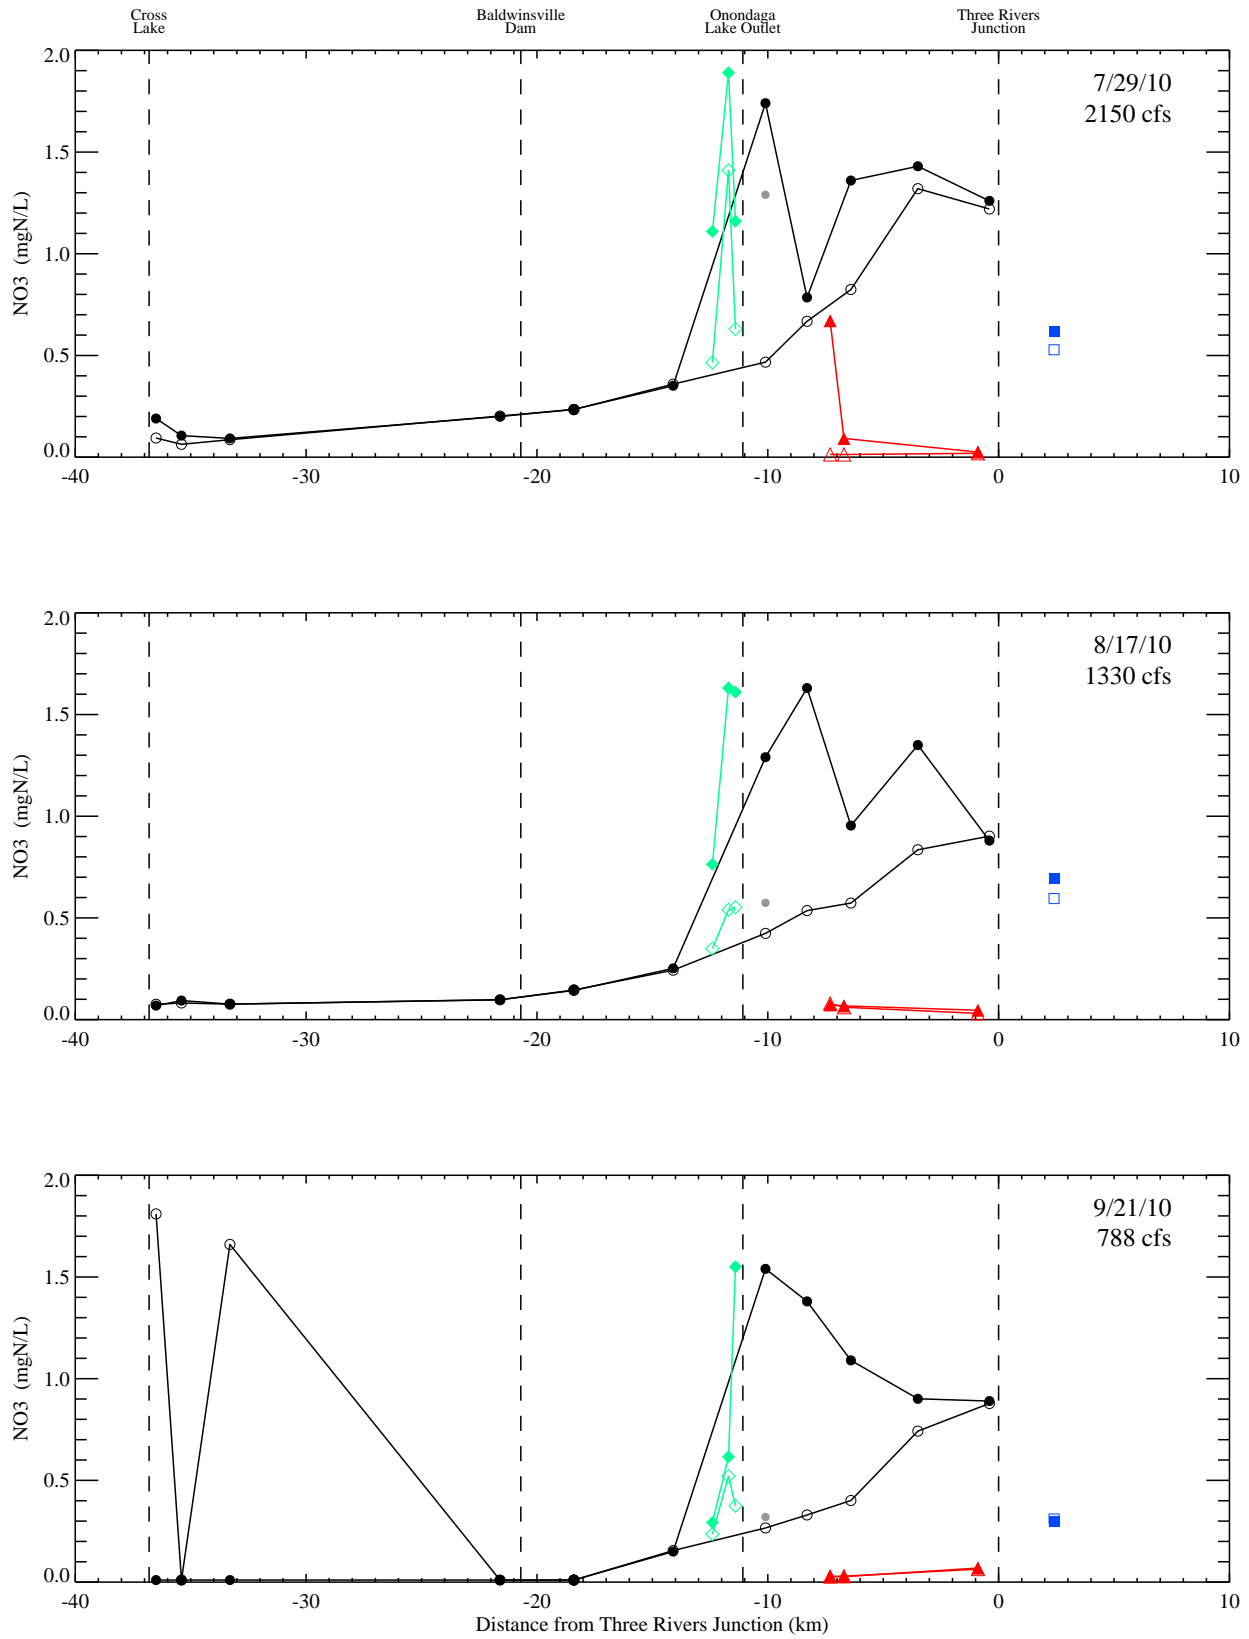 Cross Lake
Baldwinsville Dam
Onondaga Lake Outlet
Three Rivers Junction
7/29/10
2150 cfs
NO3 (mgN/L)
2.0
1.5
1.0
0.5
0.0
-40 -30 -20 -10 0 10
8/17/10
1330 cfs
NO3 (mgN/L)
2.0
1.5
1.0
0.5
0.0
-40 -30 -20 -10 0 10
9/21/10
788 cfs
NO3 (mgN/L)
2.0
1.5
1.0
0.5
0.0
-40 -30 -20 -10 0 10
Distance from Three Rivers Junction (km)